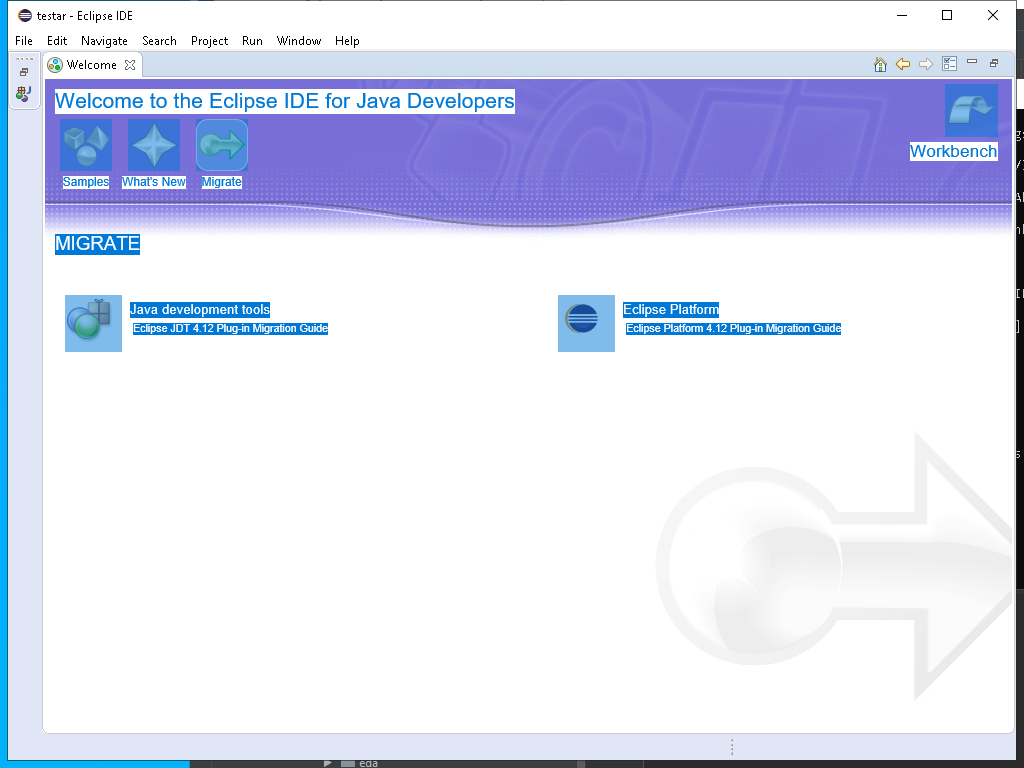 testar - Eclipse IDE
File Edit Navigate Search Project Run Window Help
Welcome
Welcome to the Eclipse IDE for Java Developers
Workbench
Samples What's New Migrate
MIGRATE
Java development tools
Eclipse JDT 4.12 Plug-in Migration Guide
Eclipse Platform
Eclipse Platform 4.12 Plug-in Migration Guide
eda